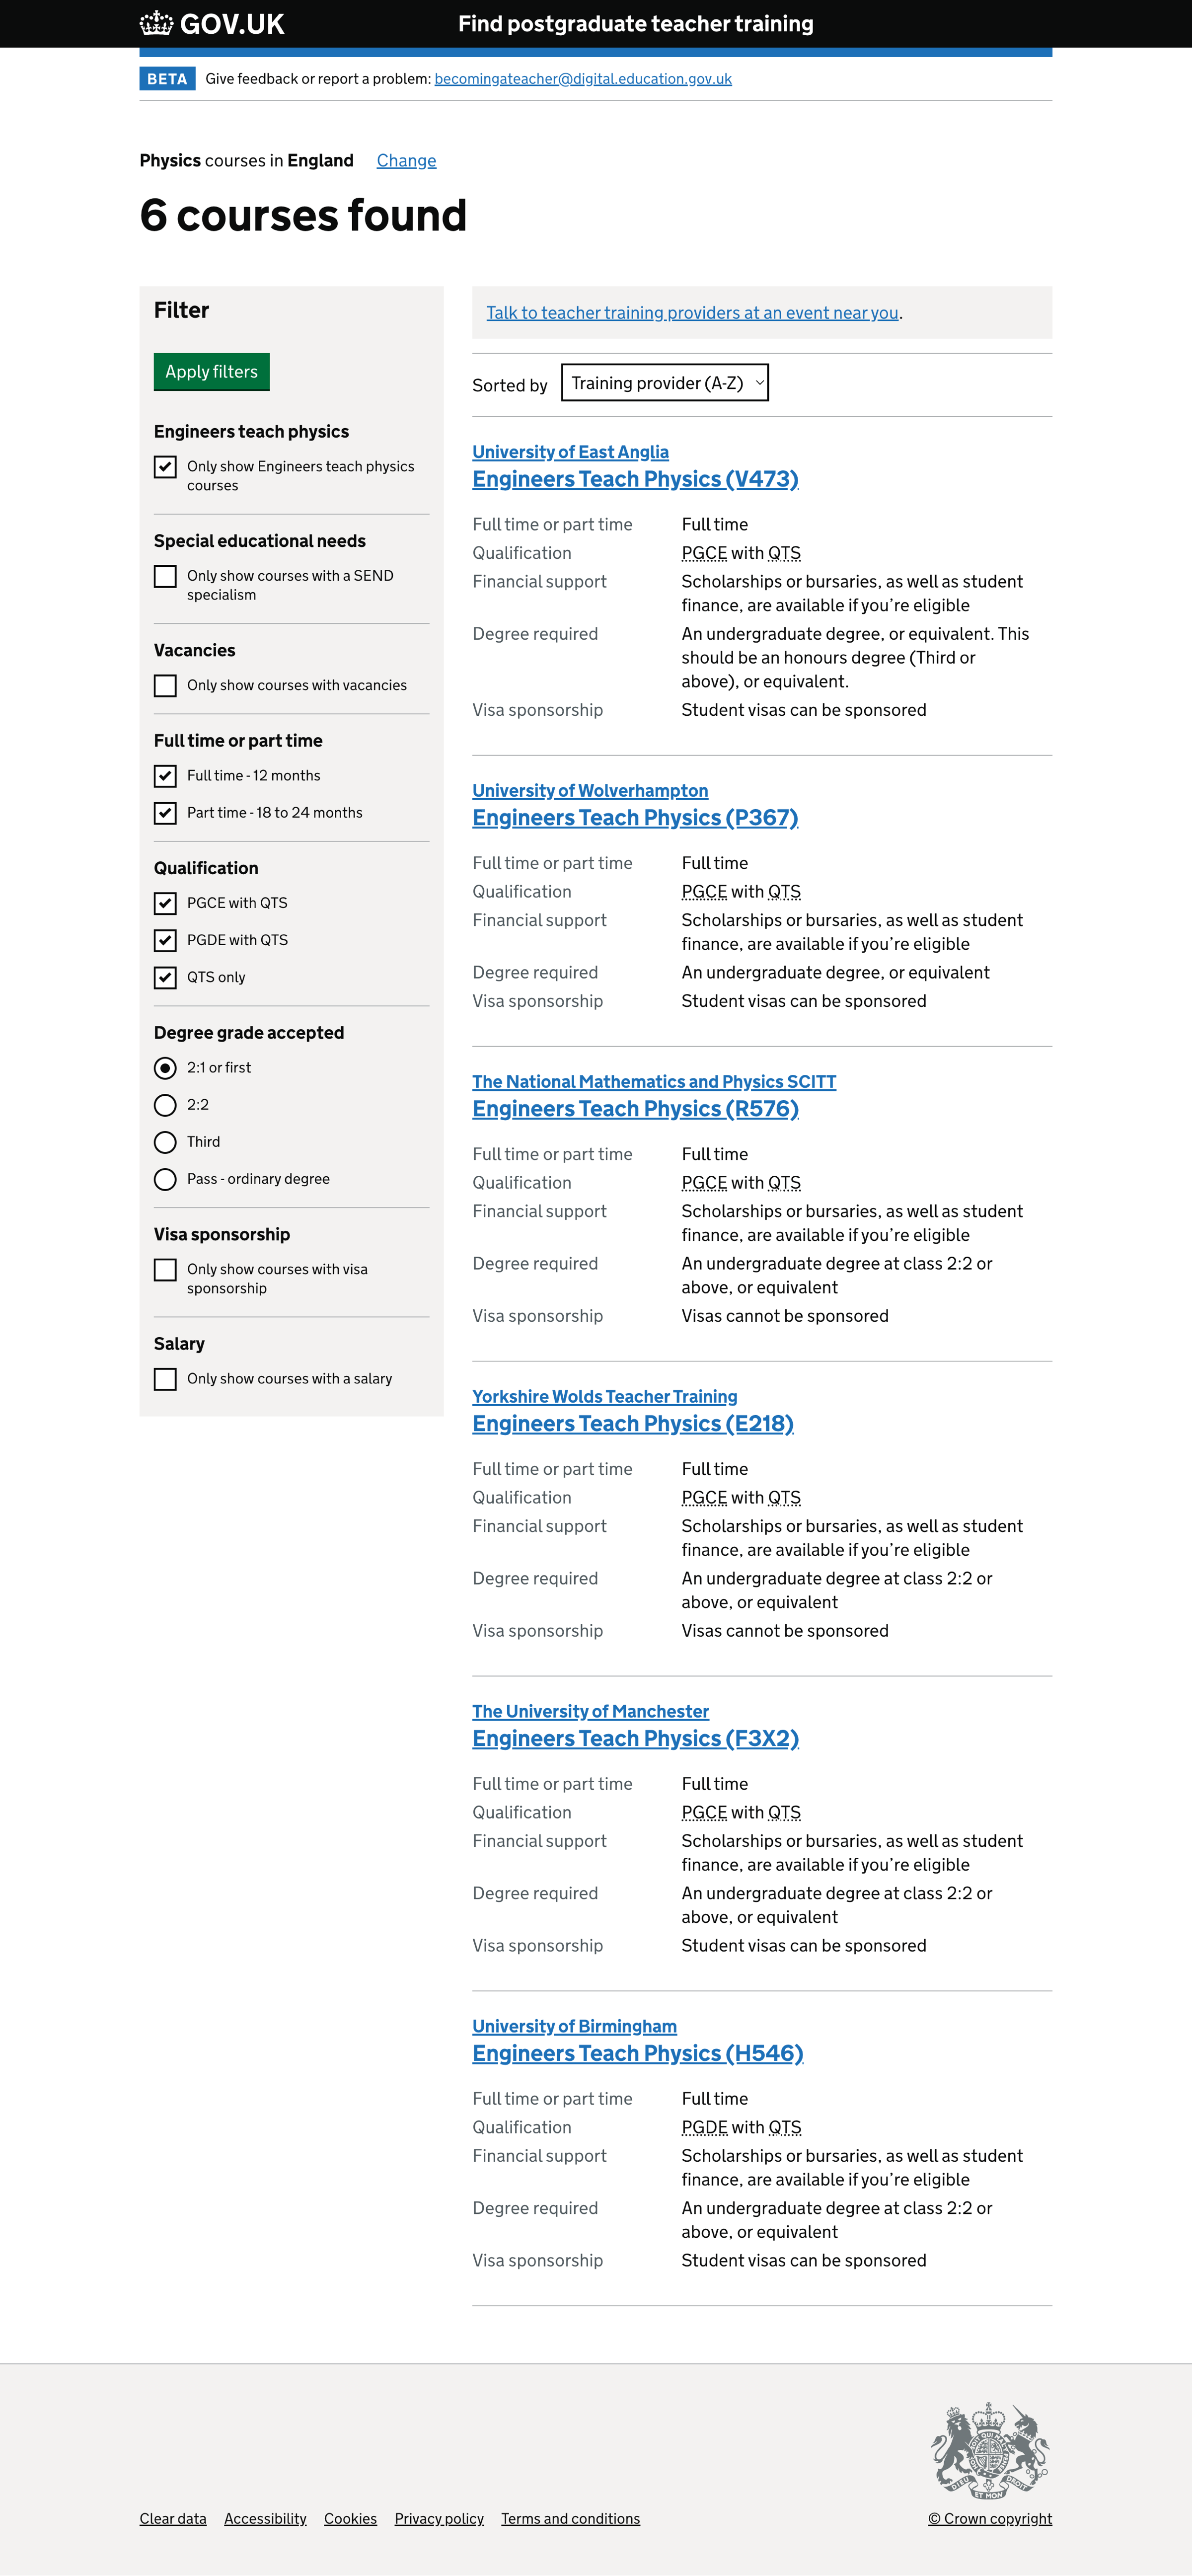 GOV.UK Find postgraduate teacher training
BETA Give feedback or report a problem: becomingateacher@digital.education.gov.uk
Physics courses in England Change
6 courses found
Filter
Apply filters
Engineers teach physics
Only show Engineers teach physics
courses
Special educational needs
Only show courses with a SEND
specialism
Vacancies
Only show courses with vacancies
Full time or part time
Full time - 12 months
Part time - 18 to 24 months
Qualification
PGCE with QTS
PGDE with QTS
QTS only
Degree grade accepted
2:1 or first
2:2
Third
Pass - ordinary degree
Visa sponsorship
Only show courses with visa
sponsorship
Salary
Only show courses with a salary
Talk to teacher training providers at an event near you.
Sorted by Training provider (A-Z)
University of East Anglia
Engineers Teach Physics (V473)
Full time or part time Full time
Qualification PGCE with QTS
Financial support Scholarships or bursaries, as well as student
finance, are available if you’re eligible
Degree required An undergraduate degree, or equivalent. This
should be an honours degree (Third or
above), or equivalent.
Visa sponsorship Student visas can be sponsored
University of Wolverhampton
Engineers Teach Physics (P367)
Full time or part time Full time
Qualification PGCE with QTS
Financial support Scholarships or bursaries, as well as student
finance, are available if you’re eligible
Degree required An undergraduate degree, or equivalent
Visa sponsorship Student visas can be sponsored
The National Mathematics and Physics SCITT
Engineers Teach Physics (R576)
Full time or part time Full time
Qualification PGCE with QTS
Financial support Scholarships or bursaries, as well as student
finance, are available if you’re eligible
Degree required An undergraduate degree at class 2:2 or
above, or equivalent
Visa sponsorship Visas cannot be sponsored
Yorkshire Wolds Teacher Training
Engineers Teach Physics (E218)
Full time or part time Full time
Qualification PGCE with QTS
Financial support Scholarships or bursaries, as well as student
finance, are available if you’re eligible
Degree required An undergraduate degree at class 2:2 or
above, or equivalent
Visa sponsorship Visas cannot be sponsored
The University of Manchester
Engineers Teach Physics (F3X2)
Full time or part time Full time
Qualification PGCE with QTS
Financial support Scholarships or bursaries, as well as student
finance, are available if you’re eligible
Degree required An undergraduate degree at class 2:2 or
above, or equivalent
Visa sponsorship Student visas can be sponsored
University of Birmingham
Engineers Teach Physics (H546)
Full time or part time Full time
Qualification PGDE with QTS
Financial support Scholarships or bursaries, as well as student
finance, are available if you’re eligible
Degree required An undergraduate degree at class 2:2 or
above, or equivalent
Visa sponsorship Student visas can be sponsored
DIEU ET MON DROIT
Clear data Accessibility Cookies Privacy policy Terms and conditions © Crown copyright